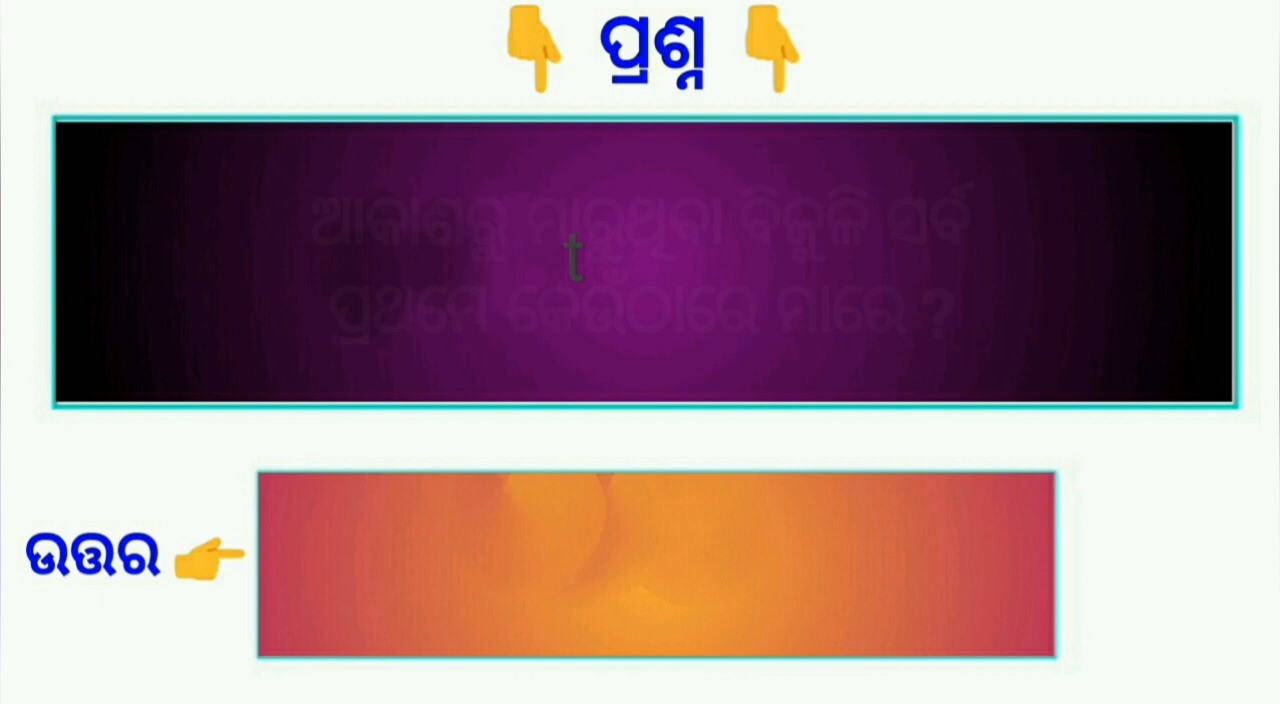 👇 ପ୍ରଶ୍ନ 👇
ଆକାଶରୁ ମାରୁଥିବା ବିଜୁଳି ସର୍ବ
t
ପ୍ରଥମେ କେଉଁଠାରେ ମାରେ ?
ଉତ୍ତର 👉